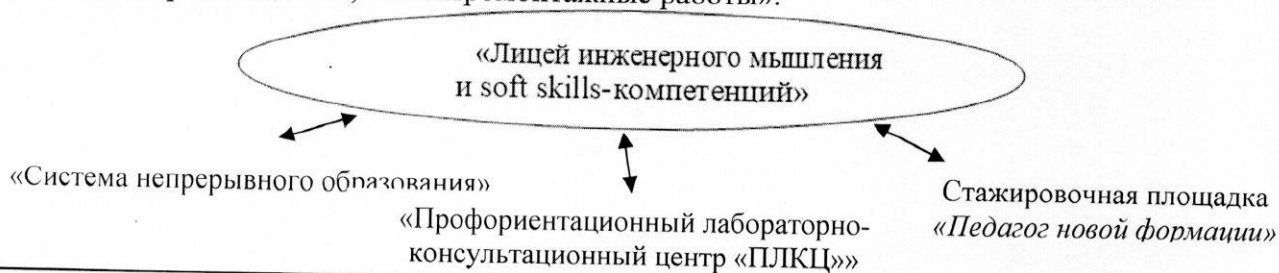 работы».
«Лицей инженерного мышления
и soft skills-компетенций»
«Система непрерывного образования»
«Профориентационный лабораторно-
консультационный центр «ПЛКЦ»»
Стажировочная площадка
«Педагог новой формации»